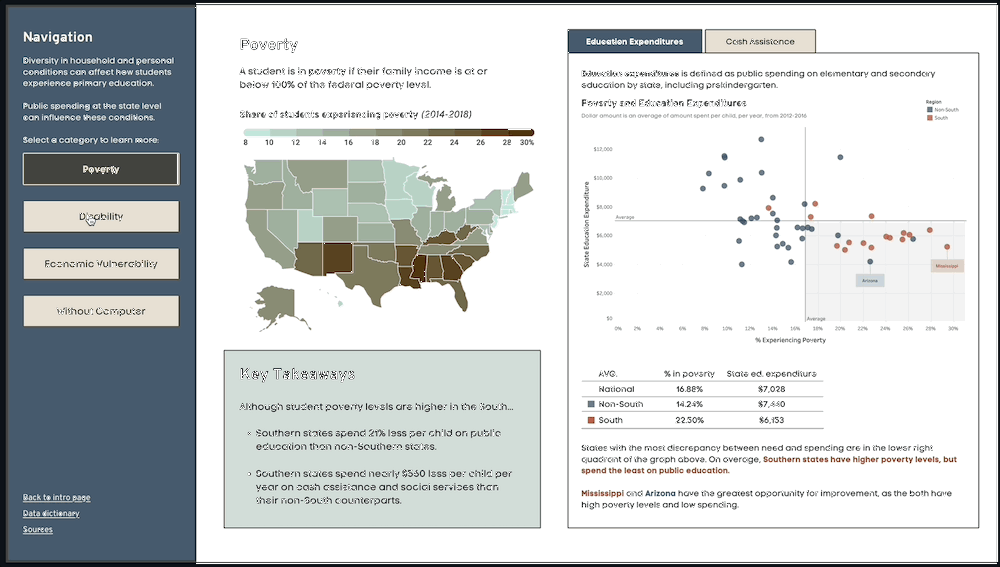 Navigation
Diversity in household and personal
conditions can affect how students
experience primary education.
Public spending at the state level
can influence these conditions.
Select a category to learn more:
Poverty
Disability
Economic Vulnerability
Without Computer
Back to intro page
Data dictionary
Sources
Poverty
A student is in poverty if their family income is at or
below 100% of the federal poverty level.
Share of students experiencing poverty (2014-2018)
8 10 12 14 16 18 20 22 24 26 28 30%
Key Takeaways
Although student poverty levels are higher in the South...
◦ Southern states spend 21% less per child on public
education than non-Southern states.
◦ Southern states spend nearly $560 less per child per
year on cash assistance and social services than
their non-South counterparts.
Education Expenditures
Cash Assistance
Education expenditures is defined as public spending on elementary and secondary
education by state, including prekindergarten.
Poverty and Education Expenditures
Dollar amount is an average of amount spent per child, per year, from 2012-2016
Region
Non-South
South
State Education Expenditure
$12,000
$10,000
$8,000
Average
$6,000
$4,000
$2,000
$0
Mississippi
Arizona
Average
0% 2% 4% 6% 8% 10% 12% 14% 16% 18% 20% 22% 24% 26% 28% 30%
% Experiencing Poverty
AVG. % in poverty State ed. expenditure
National 16.88% $7,028
Non-South 14.24% $7,440
South 22.50% $6,153
States with the most discrepancy between need and spending are in the lower right
quadrant of the graph above. On average, Southern states have higher poverty levels, but
spend the least on public education.
Mississippi and Arizona have the greatest opportunity for improvement, as the both have
high poverty levels and low spending.